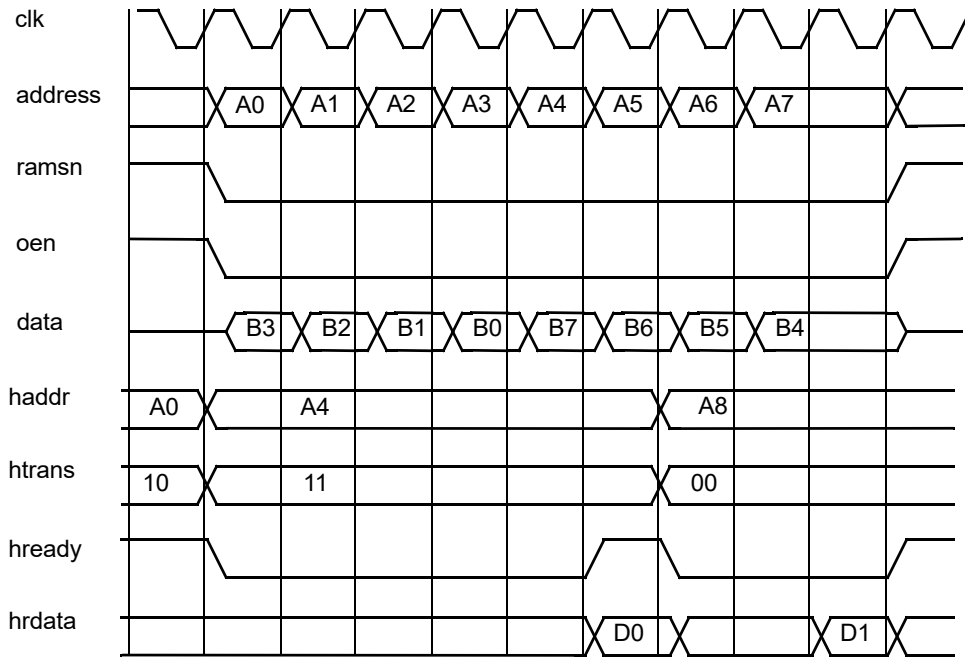 clk
address A0 A1 A2 A3 A4 A5 A6 A7
ramsn
oen
data B3 B2 B1 B0 B7 B6 B5 B4
haddr A0 A4 A8
htrans 10 11 00
hready
hrdata D0 D1